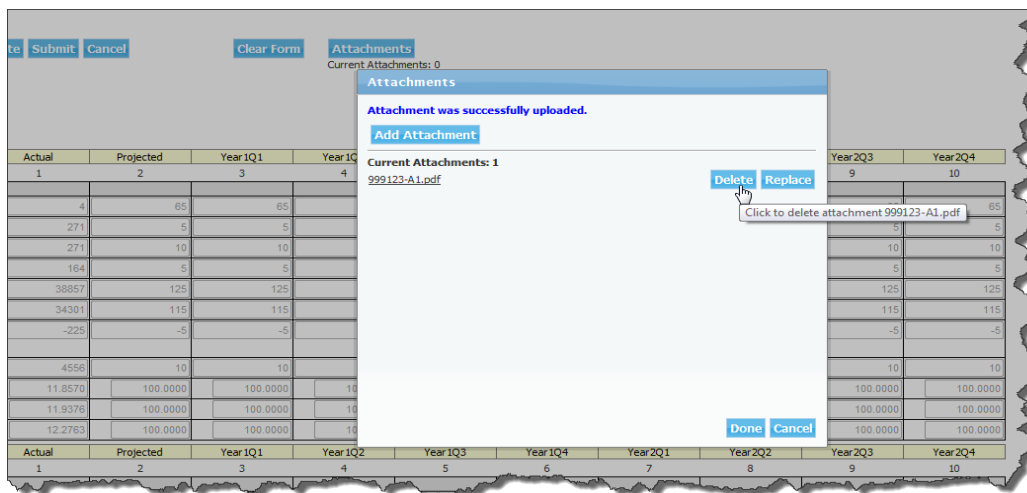 te Submit Cancel Clear Form Attachments
Current Attachments: 0
Attachments
Attachment was successfully uploaded.
Add Attachment
Current Attachments: 1
999123-A1.pdf Delete Replace
Click to delete attachment 999123-A1.pdf
Done Cancel
Actual Projected Year1Q1 Year1Q Year2Q3 Year2Q4
1 2 3 4 9 10
4 65 65 65
271 5 5 5 5
271 10 10 10 10
164 5 5 5 5
38857 125 125 125 125
34301 115 115 115 115
-225 -5 -5 -5 -5
4556 10 10 10 10
11.8570 100.0000 100.0000 10 100.0000 100.0000
11.9376 100.0000 100.0000 10 100.0000 100.0000
12.2763 100.0000 100.0000 10 100.0000 100.0000
Actual Projected Year1Q1 Year1Q2 Year1Q3 Year1Q4 Year2Q1 Year2Q2 Year2Q3 Year2Q4
1 2 3 4 5 6 7 8 9 10